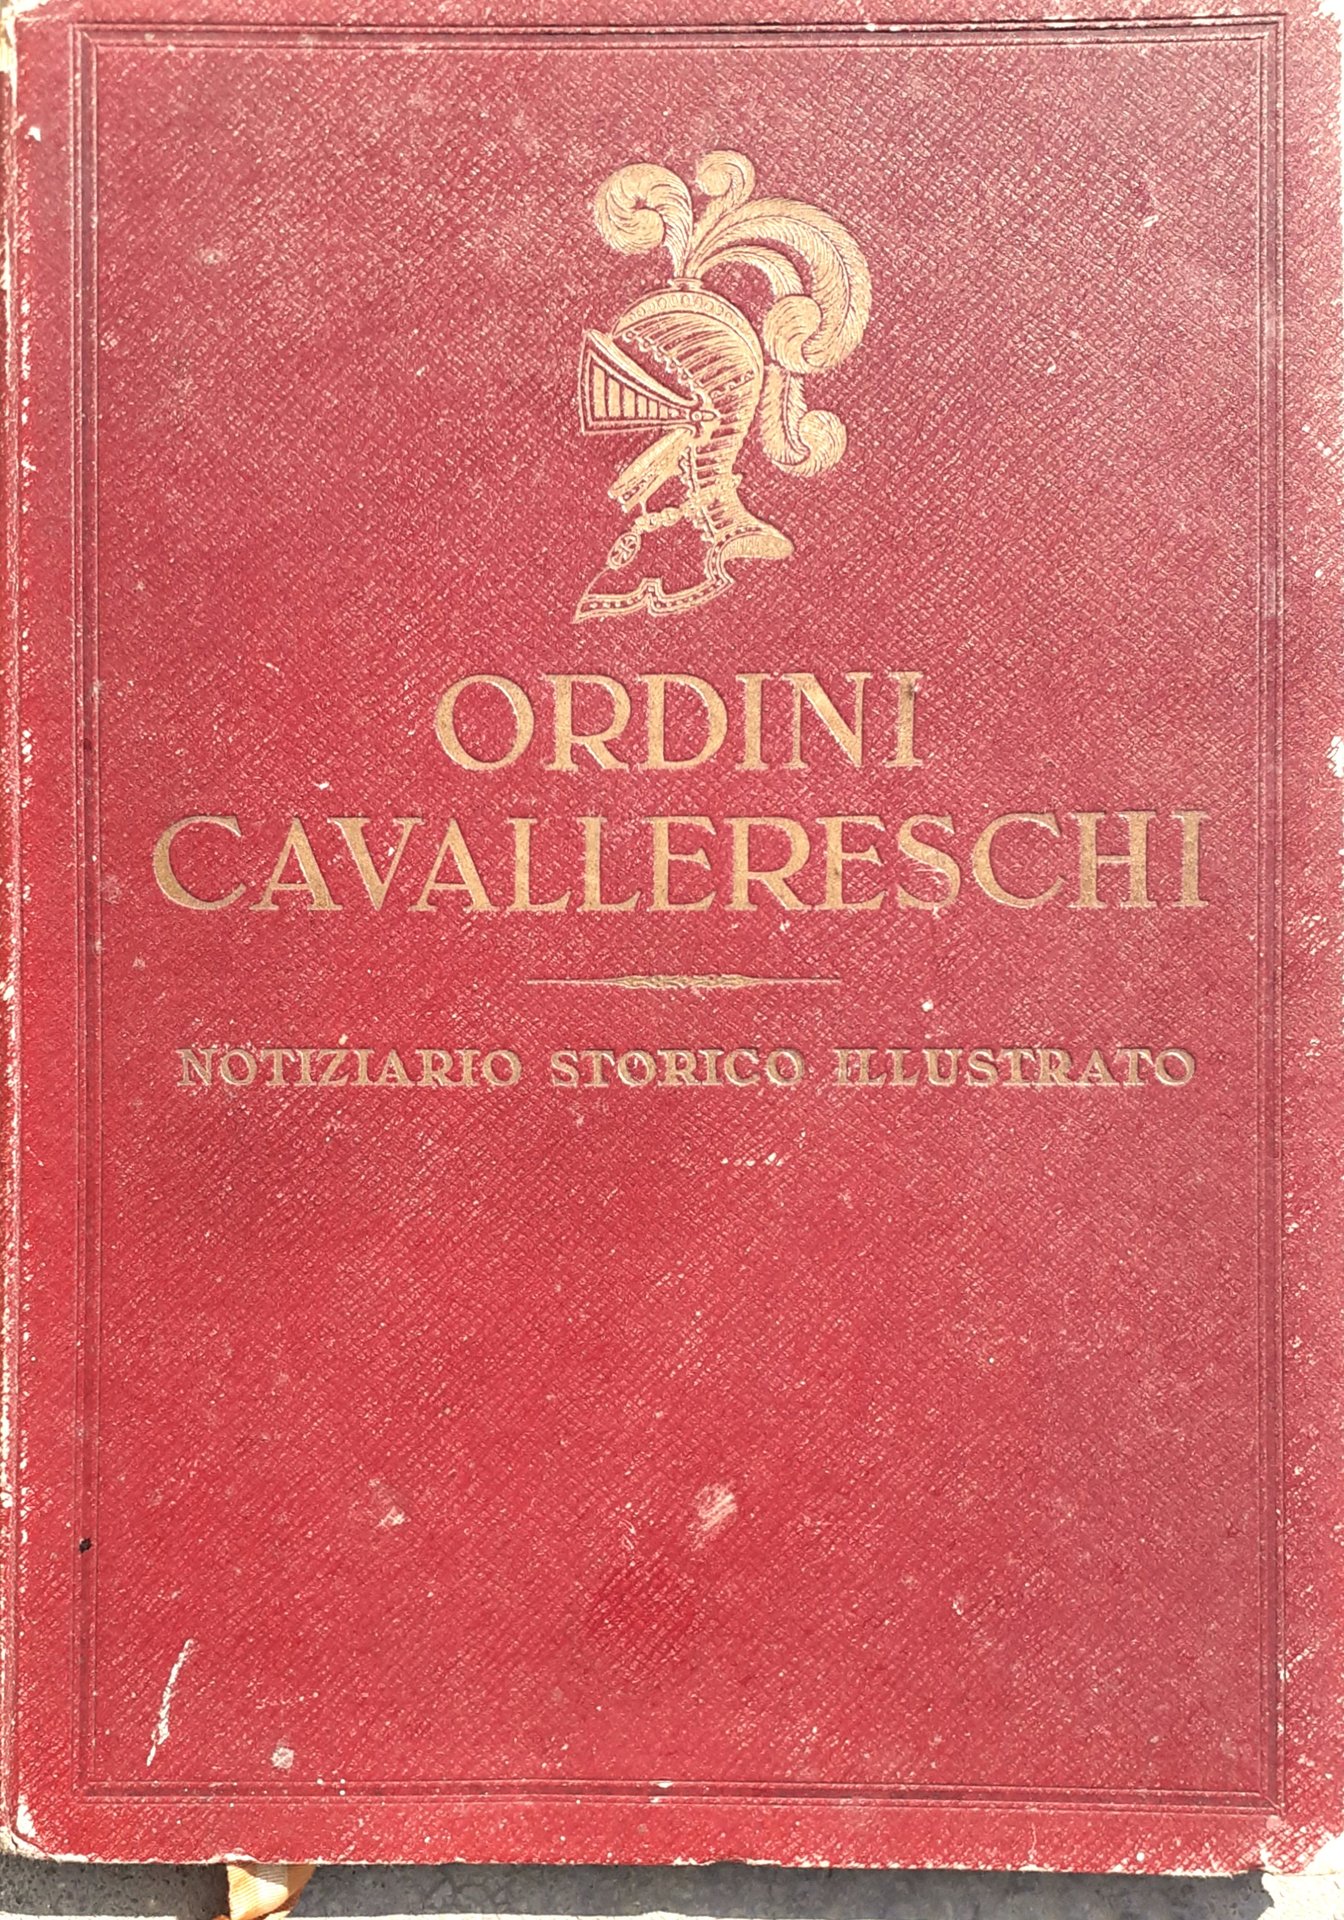 ORDINI
CAVALLERESCHI
NOTIZIARIO STORICO ILLUSTRATO